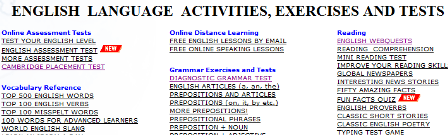 ENGLISH LANGUAGE ACTIVITIES, EXERCISES AND TESTS
Online Assessment Tests
TEST YOUR ENGLISH LEVEL
ENGLISH ASSESSMENT TEST NEW
MORE ASSESSMENT TESTS
CAMBRIDGE PLACEMENT TEST
Vocabulary Reference
TOP 500 ENGLISH WORDS
TOP 100 ENGLISH VERBS
TOP 100 MISSPELT WORDS
100 WORDS FOR ADVANCED LEARNERS
WORLD ENGLISH SLANG
Online Distance Learning
FREE ENGLISH LESSONS BY EMAIL
FREE ONLINE SPEAKING LESSONS
Grammar Exercises and Tests
DIAGNOSTIC GRAMMAR TEST
ENGLISH ARTICLES (a, an, the)
PREPOSITIONS AND ARTICLES
PREPOSITIONS (on, it, by etc.)
MORE PREPOSITIONS!
PREPOSITIONAL PHRASES
PREPOSITION + NOUN
Reading
ENGLISH WEBQUESTS
READING COMPREHENSION
MINI READING TEST
IMPROVE YOUR READING SKILL
GLOBAL NEWSPAPERS
INTERESTING NEWS STORIES
FIFTY AMAZING FACTS
FUN FACTS QUIZ NEW
ENGLISH PROVERBS
CLASSIC SHORT STORIES
CLASSIC ENGLISH POETRY
TYPING TEST GAME